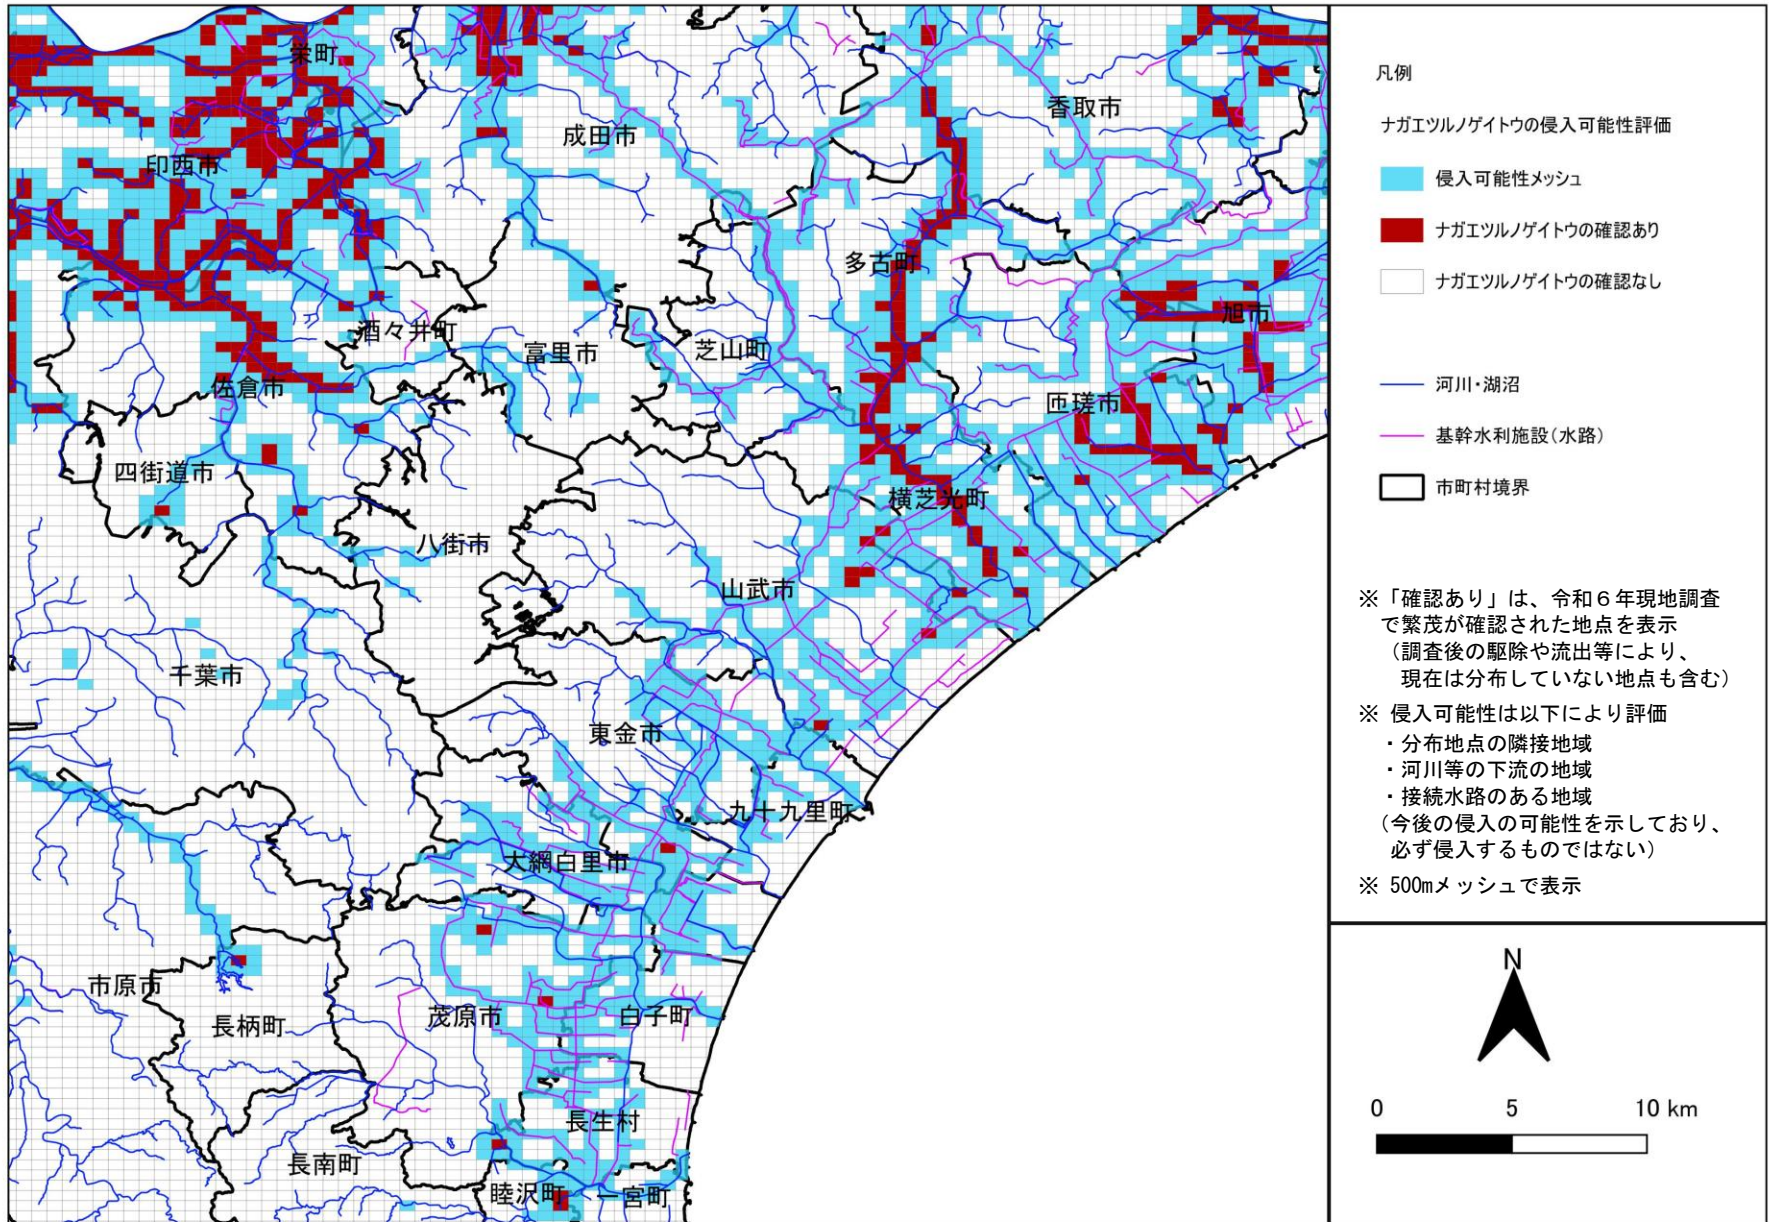 栄町
成田市
香取市
印西市
多古町
旭市
酒々井町
富里市
芝山町
佐倉市
匝瑳市
四街道市
横芝光町
八街市
山武市
千葉市
東金市
九十九里町
大網白里市
市原市
長柄町
茂原市
白子町
長生村
長南町
睦沢町
一宮町
凡例
ナガエツルノゲイトウの侵入可能性評価
侵入可能性メッシュ
ナガエツルノゲイトウの確認あり
ナガエツルノゲイトウの確認なし
河川・湖沼
基幹水利施設(水路)
市町村境界
※「確認あり」は、令和６年現地調査
で繁茂が確認された地点を表示
（調査後の駆除や流出等により、
現在は分布していない地点も含む）
※ 侵入可能性は以下により評価
・分布地点の隣接地域
・河川等の下流の地域
・接続水路のある地域
（今後の侵入の可能性を示しており、
必ず侵入するものではない）
※ 500mメッシュで表示
N
0 5 10 km